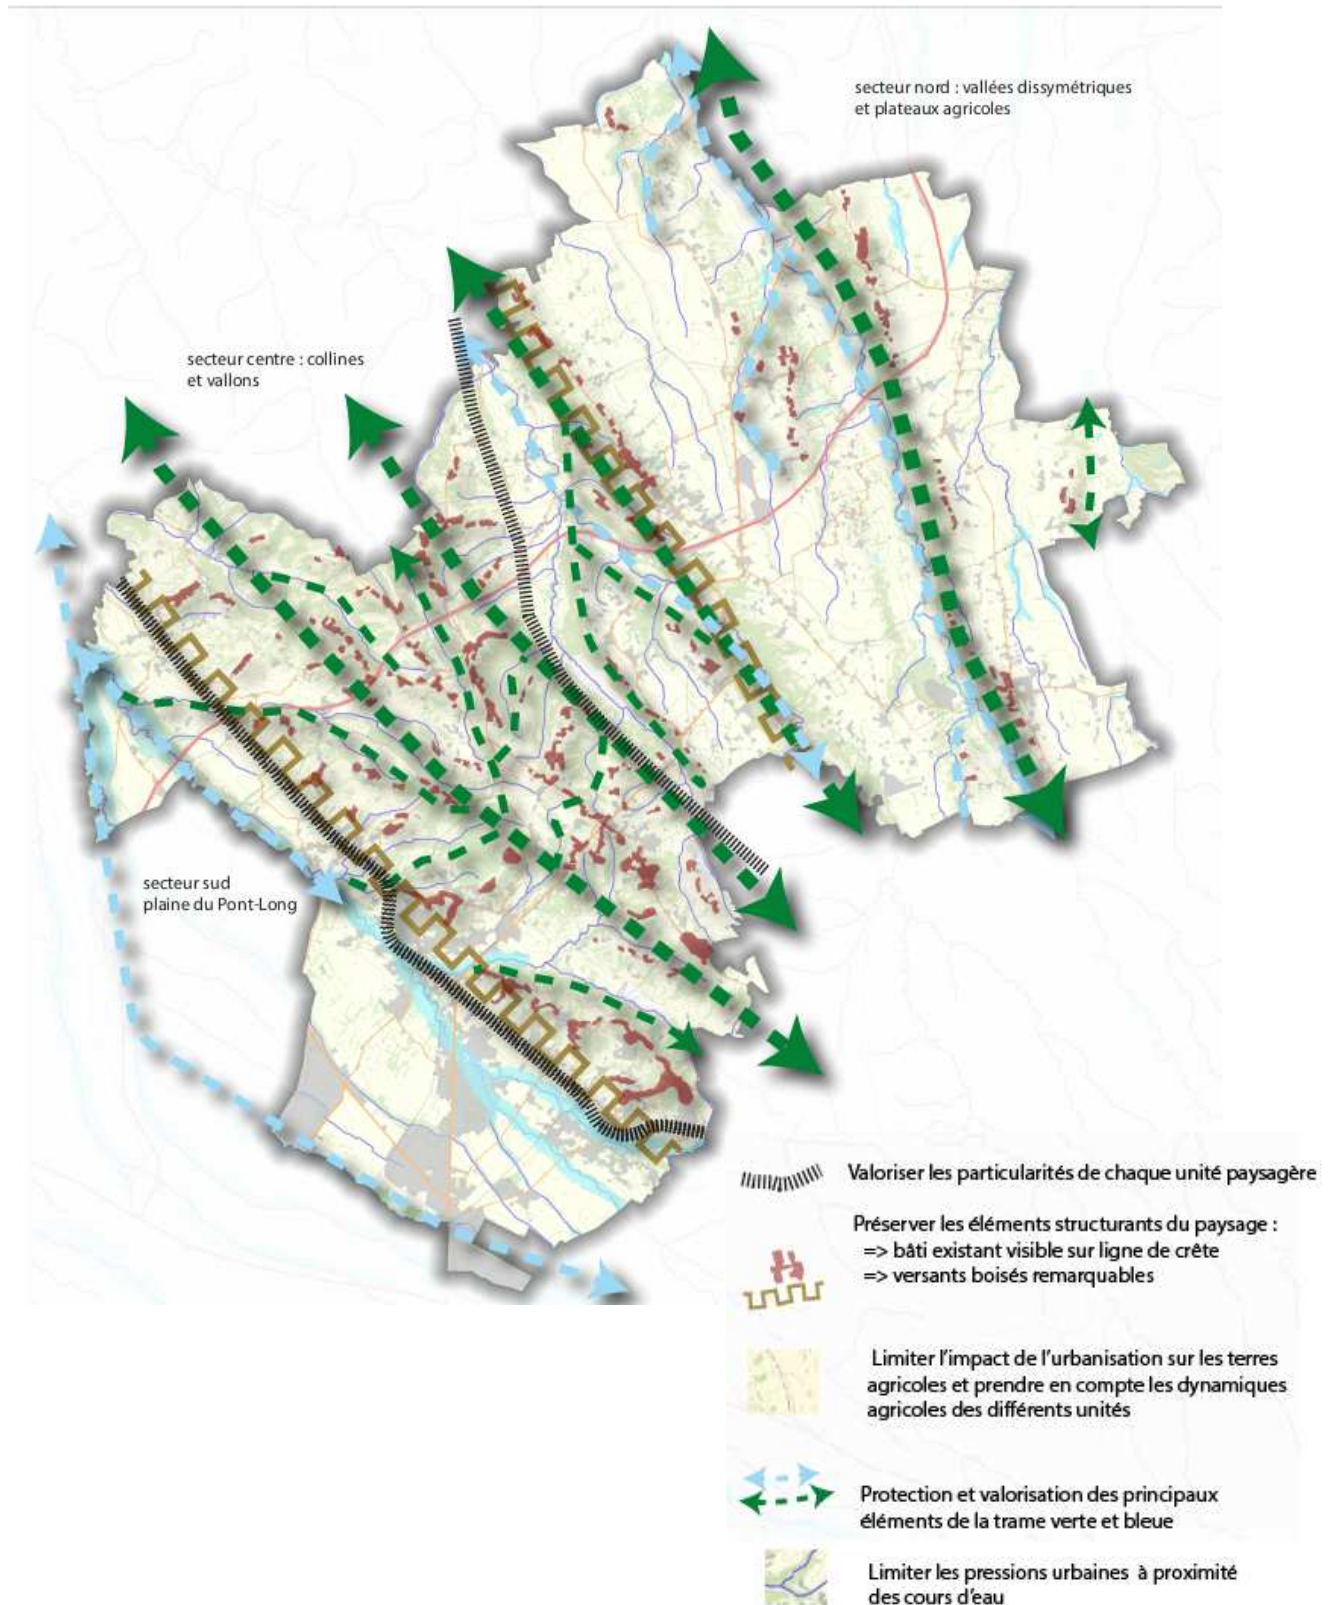 secteur nord : vallées dissymétriques
et plateaux agricoles
secteur centre : collines
et vallons
secteur sud
plaine du Pont-Long
Valoriser les particularités de chaque unité paysagère
Préserver les éléments structurants du paysage :
=> bâti existant visible sur ligne de crête
=> versants boisés remarquables
Limiter l'impact de l'urbanisation sur les terres
agricoles et prendre en compte les dynamiques
agricoles des différents unités
Protection et valorisation des principaux
éléments de la trame verte et bleue
Limiter les pressions urbaines à proximité
des cours d'eau